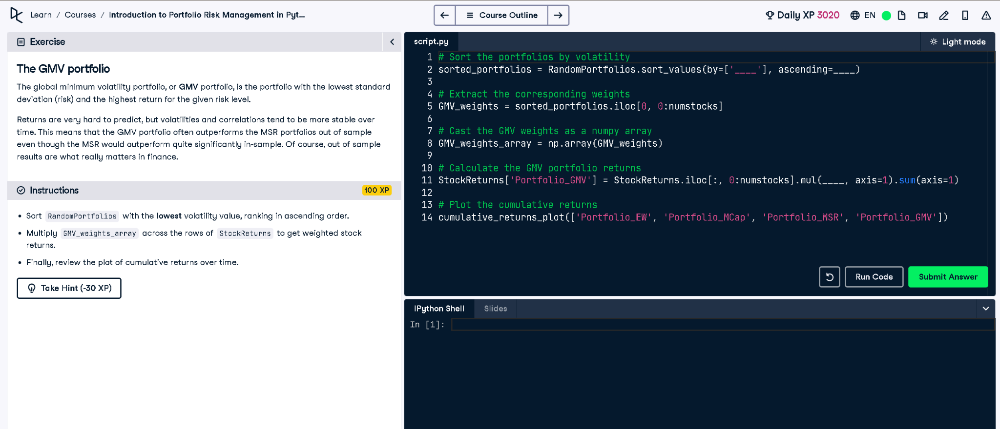 Learn / Courses / Introduction to Portfolio Risk Management in Pyt...
Course Outline
Daily XP 3020
EN
Exercise
The GMV portfolio
The global minimum volatility portfolio, or GMV portfolio, is the portfolio with the lowest standard
deviation (risk) and the highest return for the given risk level.
Returns are very hard to predict, but volatilities and correlations tend to be more stable over
time. This means that the GMV portfolio often outperforms the MSR portfolios out of sample
even though the MSR would outperform quite significantly in-sample. Of course, out of sample
results are what really matters in finance.
Instructions
100 XP
• Sort RandomPortfolios with the lowest volatility value, ranking in ascending order.
• Multiply GMV_weights_array across the rows of StockReturns to get weighted stock
returns.
• Finally, review the plot of cumulative returns over time.
Take Hint (-30 XP)
script.py
Light mode
1 # Sort the portfolios by volatility
2 sorted_portfolios = RandomPortfolios.sort_values(by=['____'], ascending=____)
3
4 # Extract the corresponding weights
5 GMV_weights = sorted_portfolios.iloc[0, 0:numstocks]
6
7 # Cast the GMV weights as a numpy array
8 GMV_weights_array = np.array(GMV_weights)
9
10 # Calculate the GMV portfolio returns
11 StockReturns['Portfolio_GMV'] = StockReturns.iloc[:, 0:numstocks].mul(____, axis=1).sum(axis=1)
12
13 # Plot the cumulative returns
14 cumulative_returns_plot(['Portfolio_EW', 'Portfolio_MCap', 'Portfolio_MSR', 'Portfolio_GMV'])
Run Code
Submit Answer
IPython Shell
Slides
In [1]: